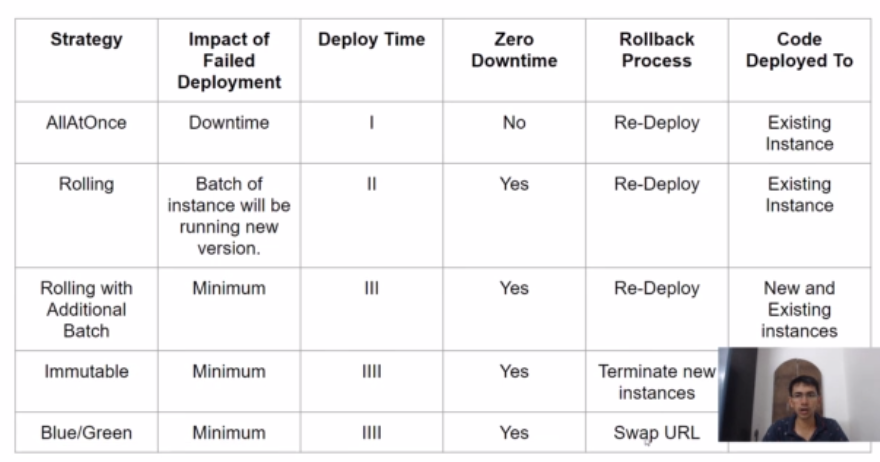 Strategy
Impact of
Failed
Deployment
Deploy Time
Zero
Downtime
Rollback
Process
Code
Deployed To
AllAtOnce
Downtime
I
No
Re-Deploy
Existing
Instance
Rolling
Batch of
instance will be
running new
version.
II
Yes
Re-Deploy
Existing
Instance
Rolling with
Additional
Batch
Minimum
III
Yes
Re-Deploy
New and
Existing
instances
Immutable
Minimum
IIII
Yes
Terminate new
instances
Blue/Green
Minimum
IIII
Yes
Swap URL